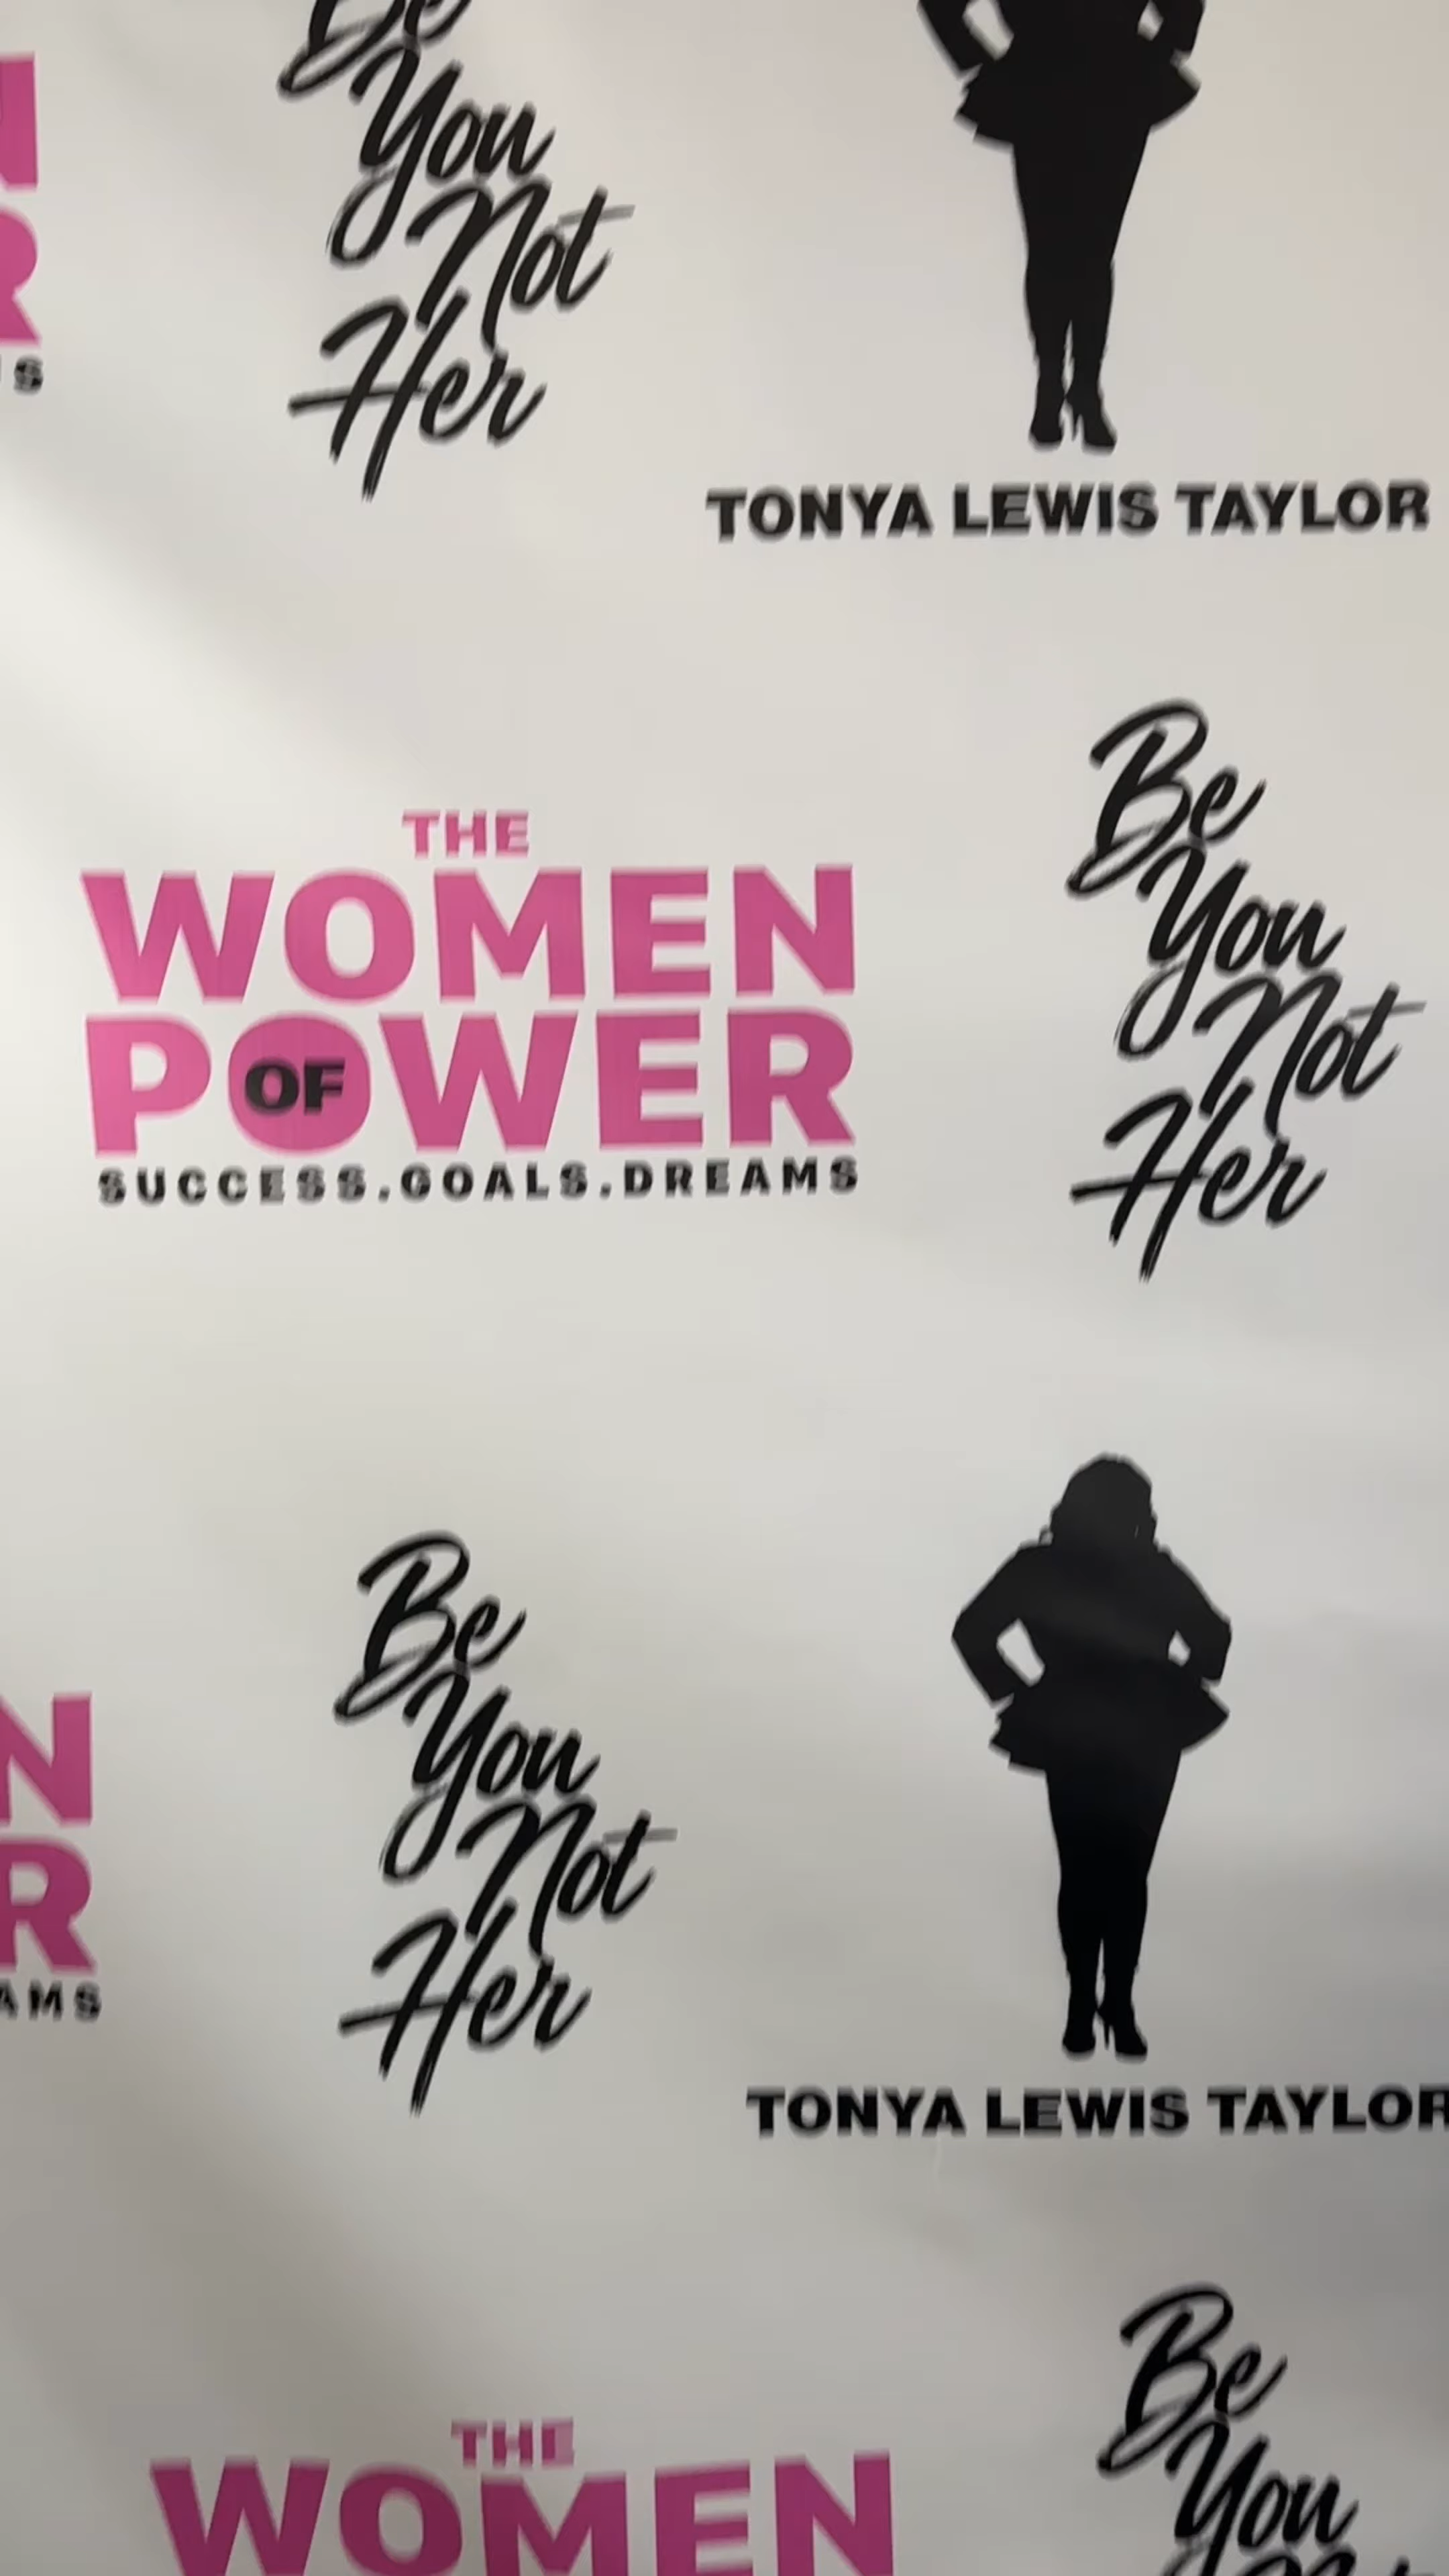 Be
You
Not
Her
N
R
S
TONYA LEWIS TAYLOR
THE
WOMEN
POWER
OF
SUCCESS.GOALS.DREAMS
Be
You
Not
Her
Be
You
Not
Her
N
R
AMS
TONYA LEWIS TAYLOR
THE
WOMEN
Be
You